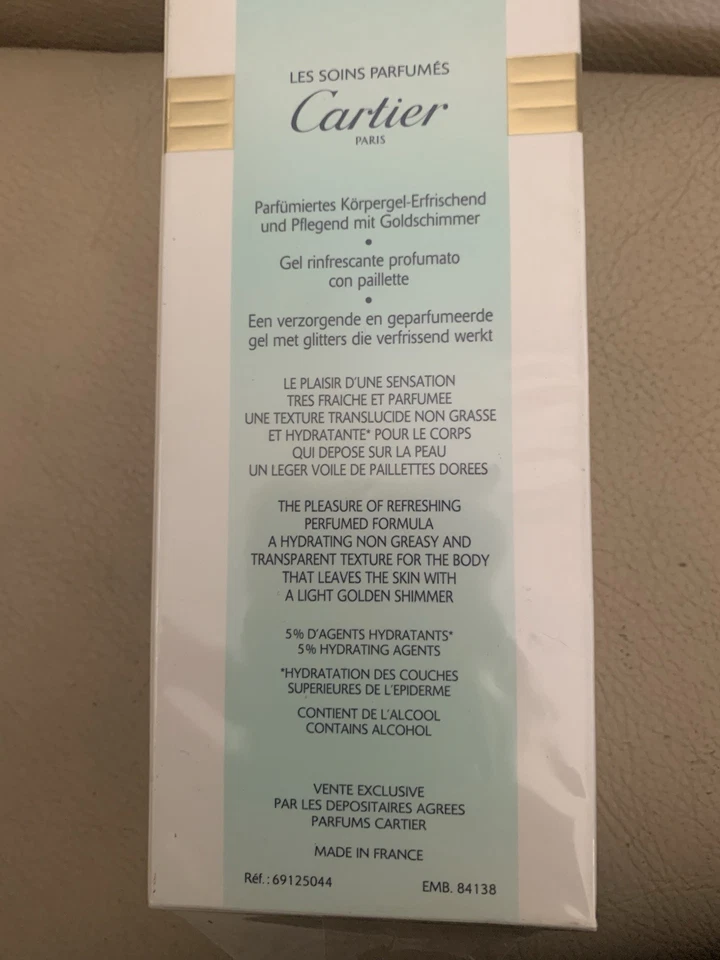 LES SOINS PARFUMÉS
Cartier
PARIS
Parfümiertes Körpergel-Erfrischend
und Pflegend mit Goldschimmer
•
Gel rinfrescante profumato
con paillette
•
Een verzorgende en geparfumeerde
gel met glitters die verfrissend werkt
LE PLAISIR D'UNE SENSATION
TRES FRAICHE ET PARFUMEE
UNE TEXTURE TRANSLUCIDE NON GRASSE
ET HYDRATANTE* POUR LE CORPS
QUI DEPOSE SUR LA PEAU
UN LEGER VOILE DE PAILLETTES DOREES
THE PLEASURE OF REFRESHING
PERFUMED FORMULA
A HYDRATING NON GREASY AND
TRANSPARENT TEXTURE FOR THE BODY
THAT LEAVES THE SKIN WITH
A LIGHT GOLDEN SHIMMER
5% D'AGENTS HYDRATANTS*
5% HYDRATING AGENTS
*HYDRATATION DES COUCHES
SUPERIEURES DE L'EPIDERME
CONTIENT DE L'ALCOOL
CONTAINS ALCOHOL
VENTE EXCLUSIVE
PAR LES DEPOSITAIRES AGREES
PARFUMS CARTIER
MADE IN FRANCE
Réf.: 69125044
EMB. 84138